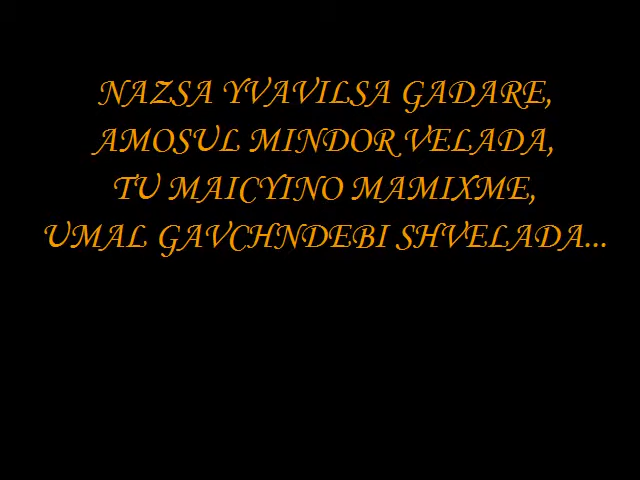 NAZSA YVAVILSA GADARE,
AMOSUL MINDOR VELADA,
TU MAICYINO MAMIXME,
UMAL GAVCHNDEBI SHVELADA...